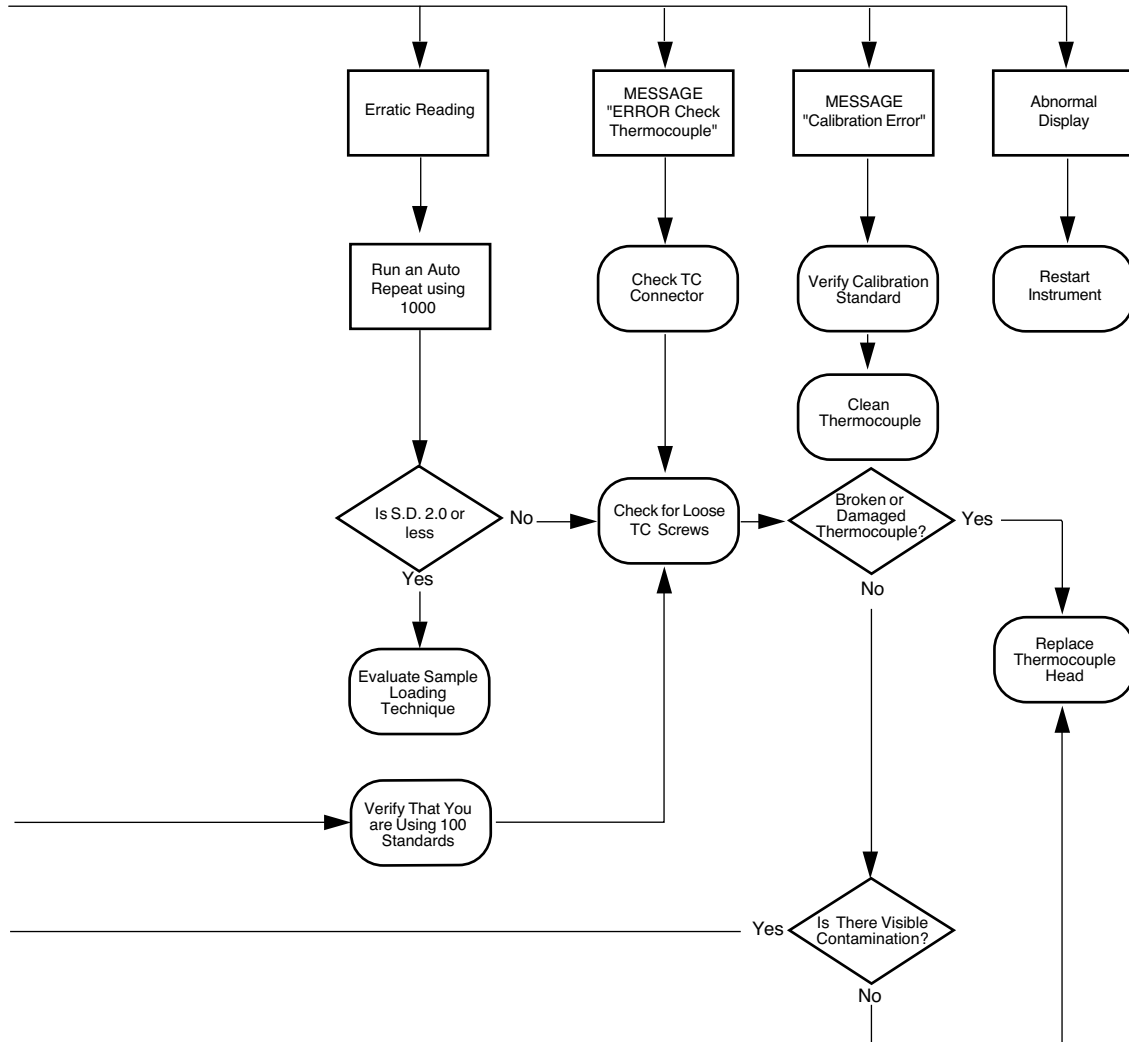 Erratic Reading
MESSAGE
"ERROR Check
Thermocouple"
MESSAGE
"Calibration Error"
Abnormal
Display
Run an Auto
Repeat using
1000
Check TC
Connector
Verify Calibration
Standard
Restart
Instrument
Clean
Thermocouple
Is S.D. 2.0 or
less
No
Yes
Check for Loose
TC Screws
Broken or
Damaged
Thermocouple?
Yes
No
Evaluate Sample
Loading
Technique
Replace
Thermocouple
Head
Verify That You
are Using 100
Standards
Yes
Is There Visible
Contamination?
No